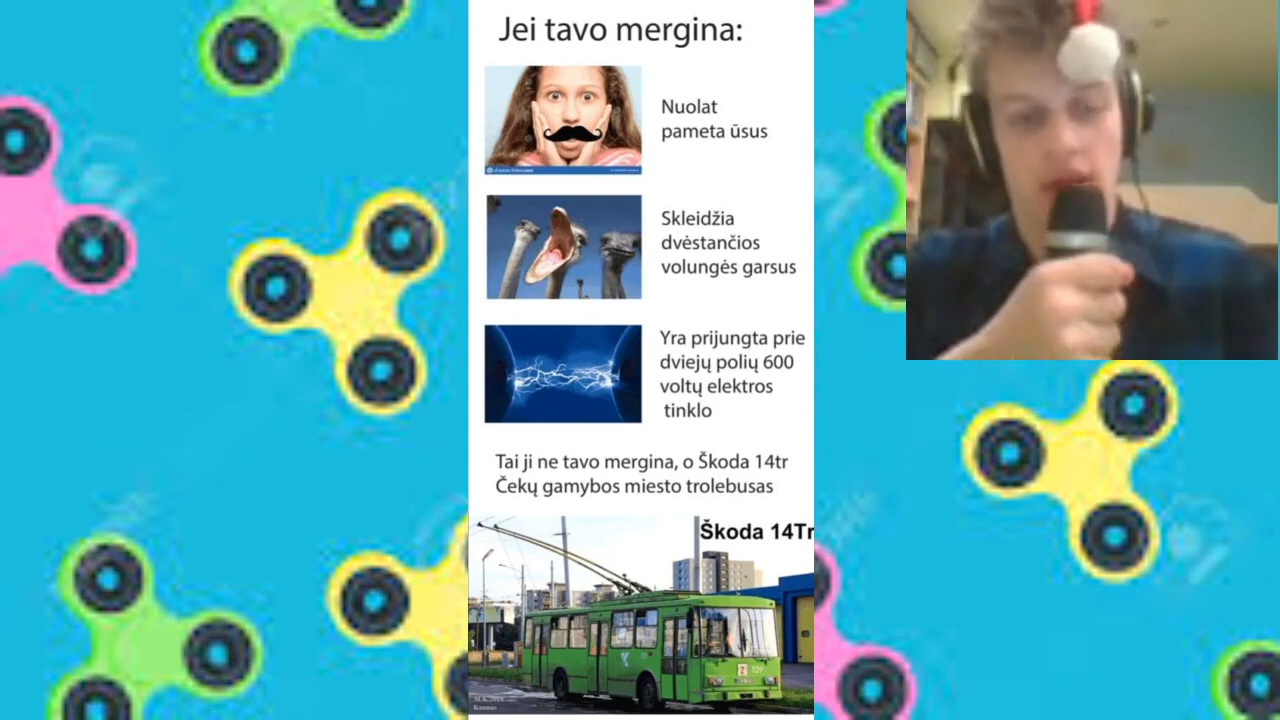 Jei tavo mergina:
Nuolat
pameta ūsus
Skleidžia
dvėstančios
volungės garsus
Yra prijungta prie
dviejų polių 600
voltų elektros
tinklo
Tai ji ne tavo mergina, o Škoda 14tr
Čekų gamybos miesto trolebusas
Škoda 14Tr
Kaunas